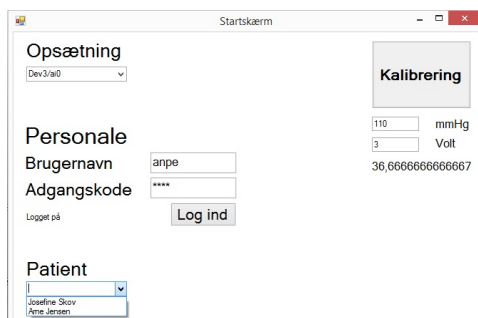 Startskærm
Opsætning
Dev3/ai0
Kalibrering
110 mmHg
3 Volt
36,6666666666667
Personale
Brugernavn anpe
Adgangskode ****
Logget på Log ind
Patient
Josefine Skov
Arne Jensen